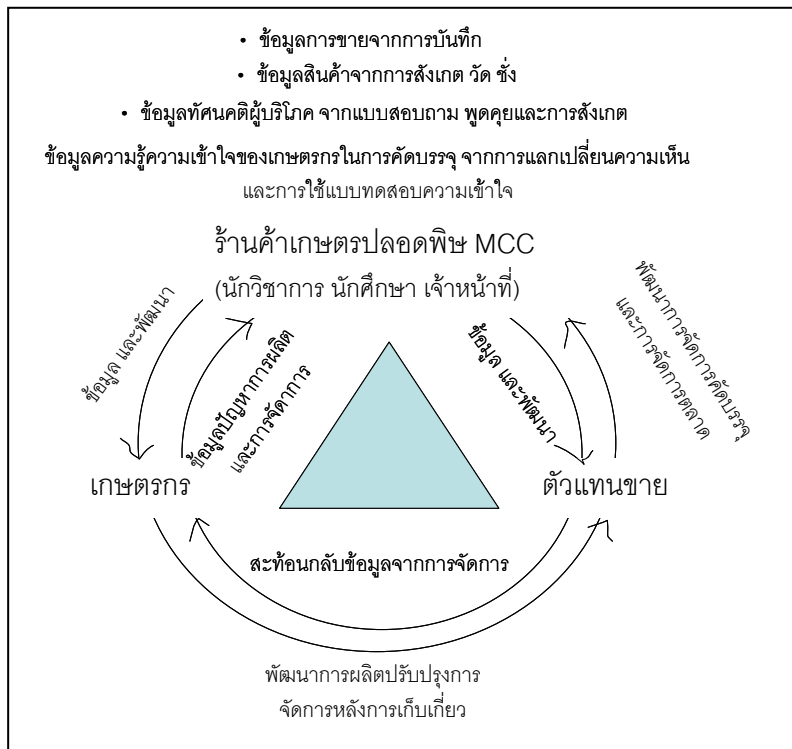 • ข้อมูลการขายจากการบันทึก
• ข้อมูลสินค้าจากการสังเกต วัด ชั่ง
• ข้อมูลทัศนคติผู้บริโภค จากแบบสอบถาม พูดคุยและการสังเกต
ข้อมูลความรู้ความเข้าใจของเกษตรกรในการคัดบรรจุ จากการแลกเปลี่ยนความเห็น
และการใช้แบบทดสอบความเข้าใจ
ร้านค้าเกษตรปลอดพิษ MCC
(นักวิชาการ นักศึกษา เจ้าหน้าที่)
ข้อมูล และพัฒนา
ข้อมูลปัญหาการผลิต
และการจัดาการ
ข้อมูล และพัฒนา
พัฒนาการจัดการคัดบรรจุ
และการจัดการตลาด
เกษตรกร
ตัวแทนขาย
สะท้อนกลับข้อมูลจากการจัดการ
พัฒนาการผลิตปรับปรุงการ
จัดการหลังการเก็บเกี่ยว